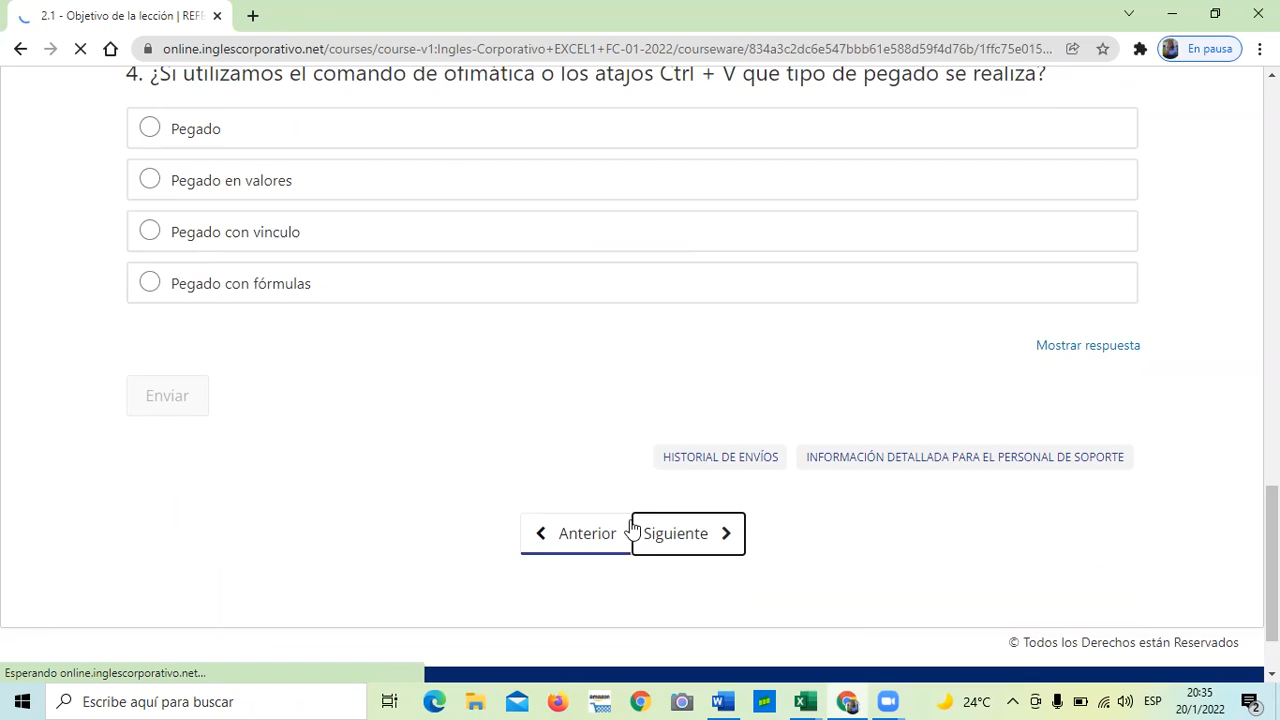 2.1 - Objetivo de la lección | REFE
online.inglescorporativo.net/courses/course-v1:Ingles-Corporativo+EXCEL1+FC-01-2022/courseware/834a3c2dc6e547bbb61e588d59f4d76b/1ffc75e015...
En pausa
4. ¿Si utilizamos el comando de ofimática o los atajos Ctrl + V que tipo de pegado se realiza?
Pegado
Pegado en valores
Pegado con vinculo
Pegado con fórmulas
Mostrar respuesta
Enviar
HISTORIAL DE ENVÍOS
INFORMACIÓN DETALLADA PARA EL PERSONAL DE SOPORTE
Anterior
Siguiente
© Todos los Derechos están Reservados
Esperando online.inglescorporativo.net...
Escribe aquí para buscar
amazon
24°C
ESP
20:35
20/1/2022
2